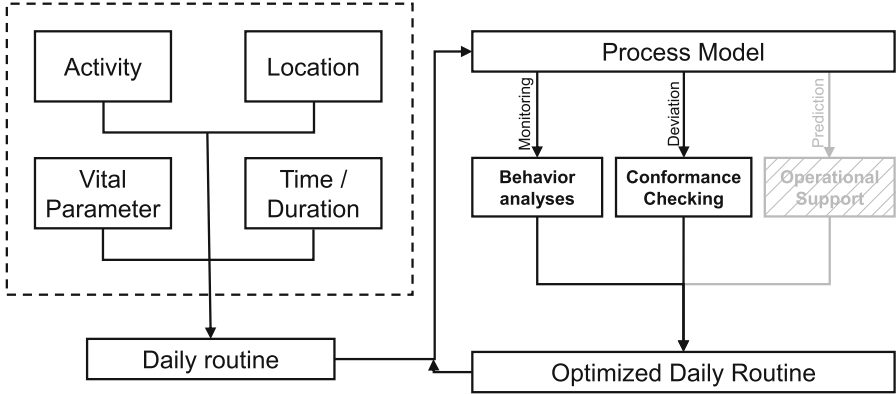 Activity
Location
Vital
Parameter
Time /
Duration
Daily routine
Process Model
Monitoring
Deviation
Prediction
Behavior
analyses
Conformance
Checking
Operational
Support
Optimized Daily Routine